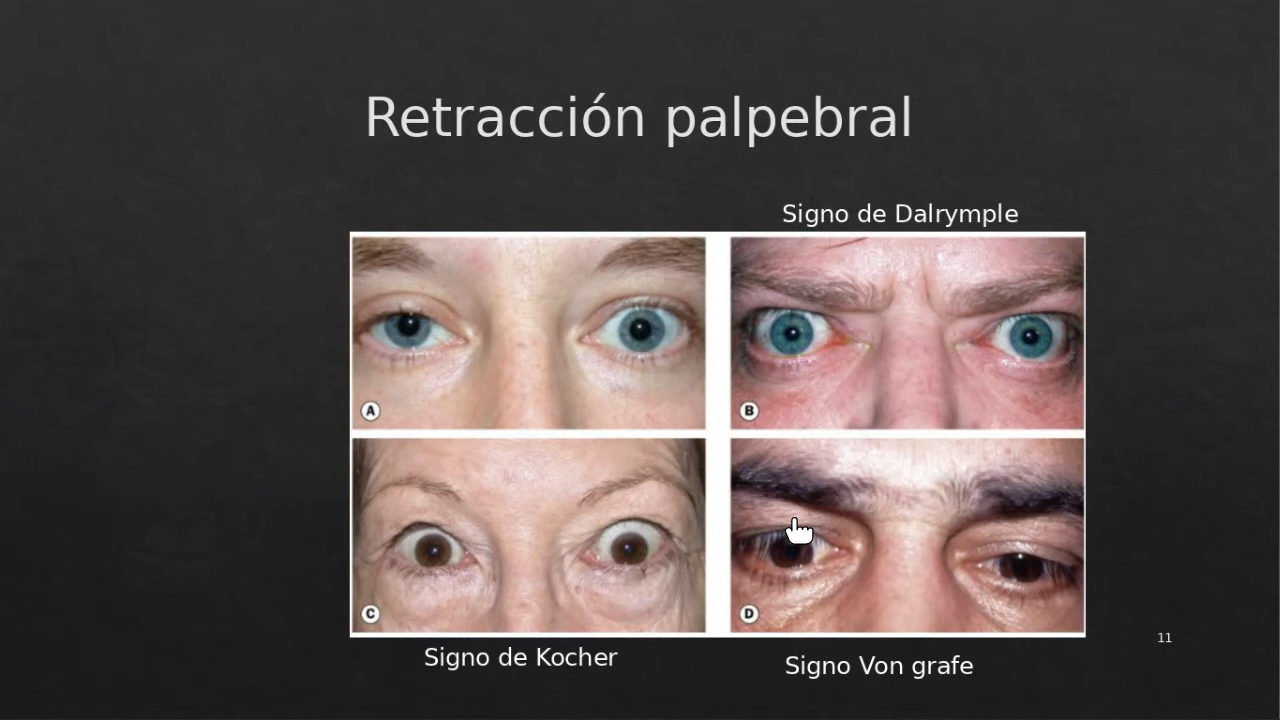 Retracción palpebral
Signo de Dalrymple
A
B
C
D
Signo de Kocher
Signo Von grafe
11